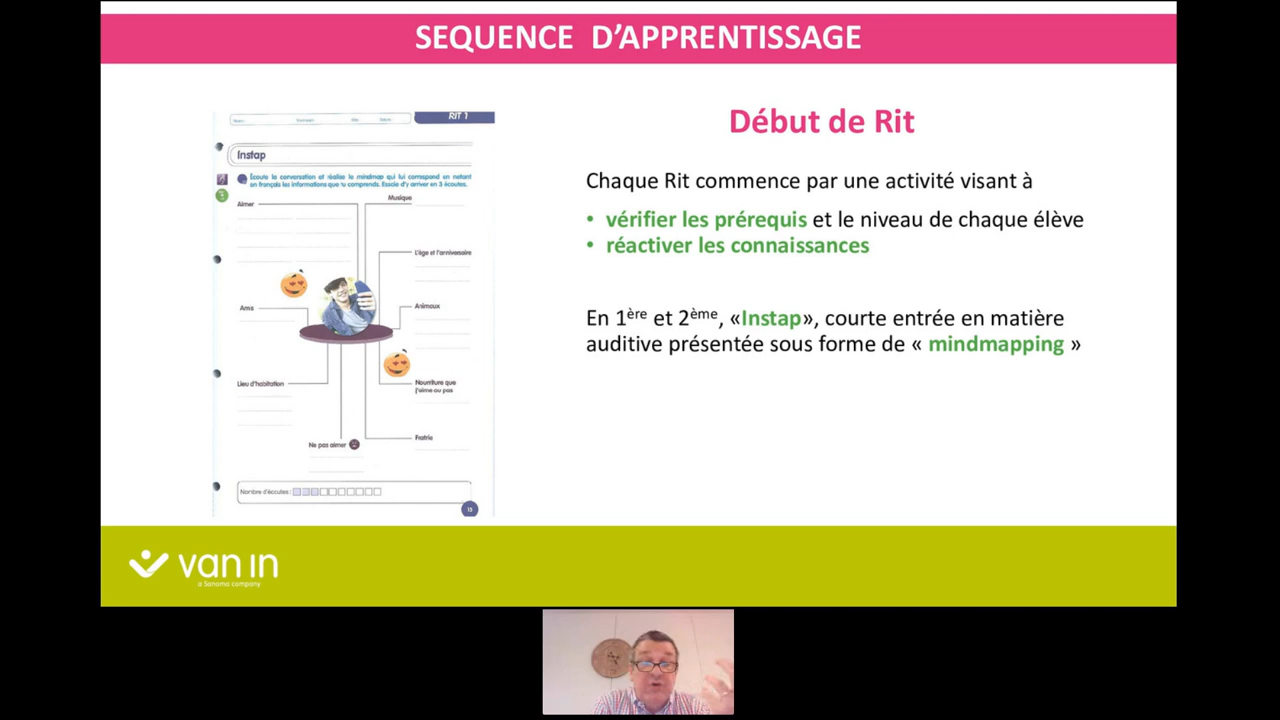 SEQUENCE D'APPRENTISSAGE
RIT 1
Instap
Écoute la conversation et réalise le mindmap qui lui correspond en notant
en français les informations que tu comprends. Essaie d'y arriver en 3 écoutes.
Aimer
Musique
L'âge et l'anniversaire
Ama
Animaux
Lieu d'habitation
Nourriture que
j'aime ou pas
Fratrie
Ne pas aimer
Nombre d'écoutes :
13
Début de Rit
Chaque Rit commence par une activité visant à
• vérifier les prérequis et le niveau de chaque élève
• réactiver les connaissances
En 1ère et 2ème, «Instap», courte entrée en matière
auditive présentée sous forme de « mindmapping »
van in
a Sanoma company